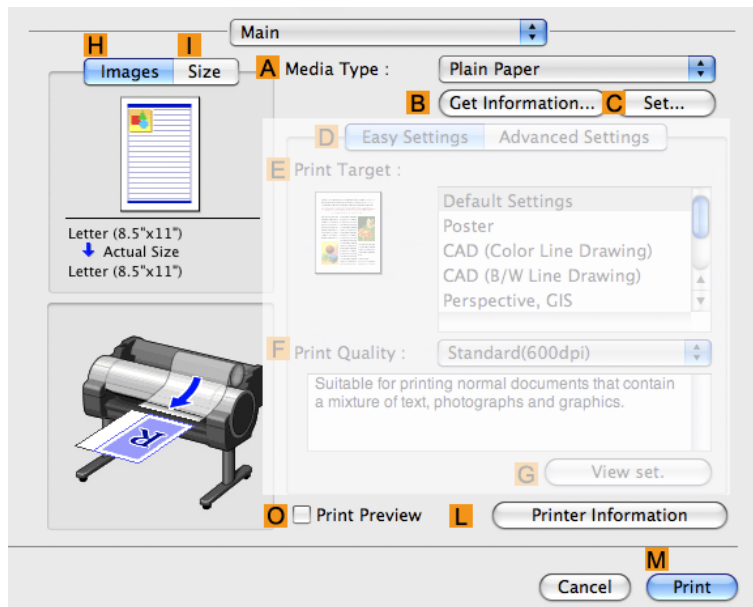 Main
H I
Images Size
A Media Type : Plain Paper
B Get Information... C Set...
D Easy Settings Advanced Settings
E Print Target :
Default Settings
Poster
CAD (Color Line Drawing)
CAD (B/W Line Drawing)
Perspective, GIS
Letter (8.5"x11")
Actual Size
Letter (8.5"x11")
F Print Quality : Standard(600dpi)
Suitable for printing normal documents that contain
a mixture of text, photographs and graphics.
G View set.
R
O Print Preview L Printer Information
M
Cancel Print